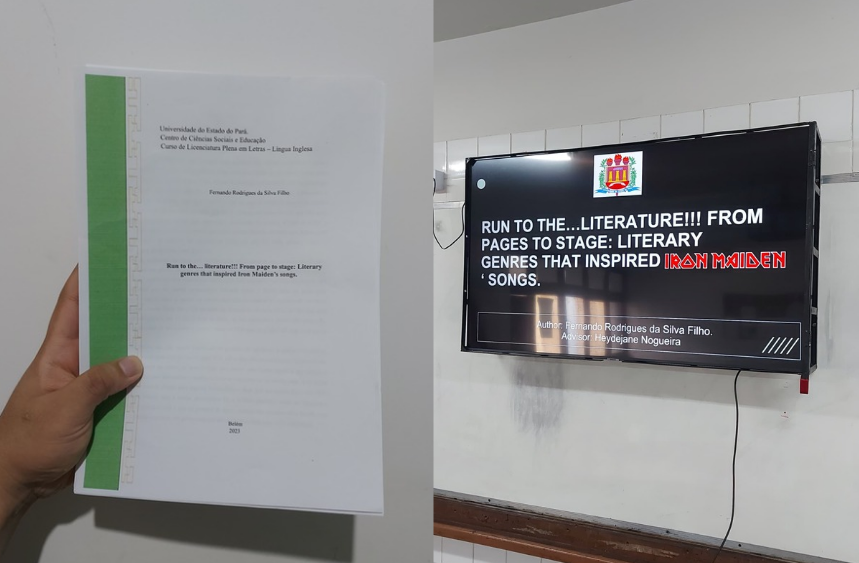 Universidade do Estado do Pará
Centro de Ciências Sociais e Educação
Curso de Licenciatura Plena em Letras – Língua Inglesa
Fernando Rodrigues da Silva Filho
Run to the... literature!!! From page to stage: Literary
genres that inspired Iron Maiden's songs.
Belém
2023
RUN TO THE...LITERATURE!!! FROM
PAGES TO STAGE: LITERARY
GENRES THAT INSPIRED IRON MAIDEN
‘ SONGS.
Author: Fernando Rodrigues da Silva Filho.
Advisor: Heydejane Nogueira